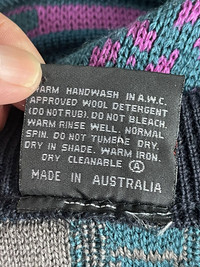 WARM HANDWASH IN A.W.C.
APPROVED WOOL DETERGENT
(DO NOT RUB). DO NOT BLEACH.
WARM RINSE WELL. NORMAL
SPIN. DO NOT TUMBLE DRY.
DRY IN SHADE. WARM IRON.
DRY CLEANABLE Ⓐ
MADE IN AUSTRALIA